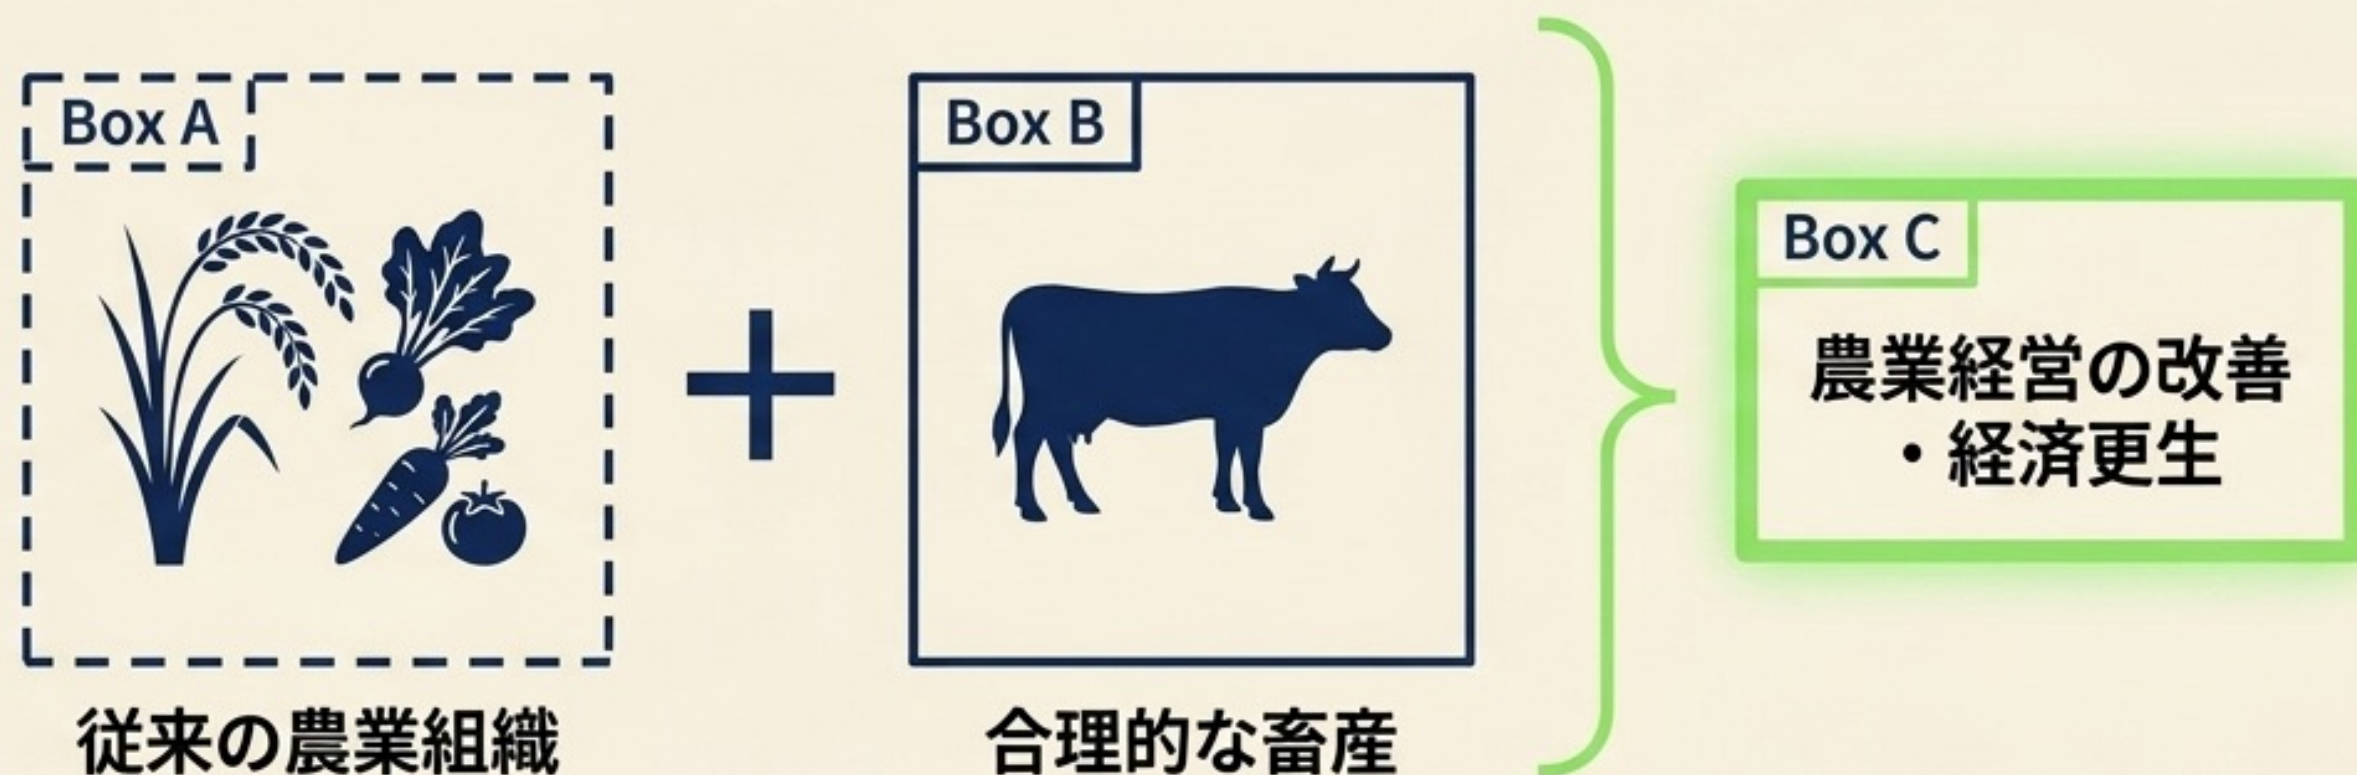 Box A
従来の農業組織
Box B
合理的な畜産
Box C
農業経営の改善
・経済更生